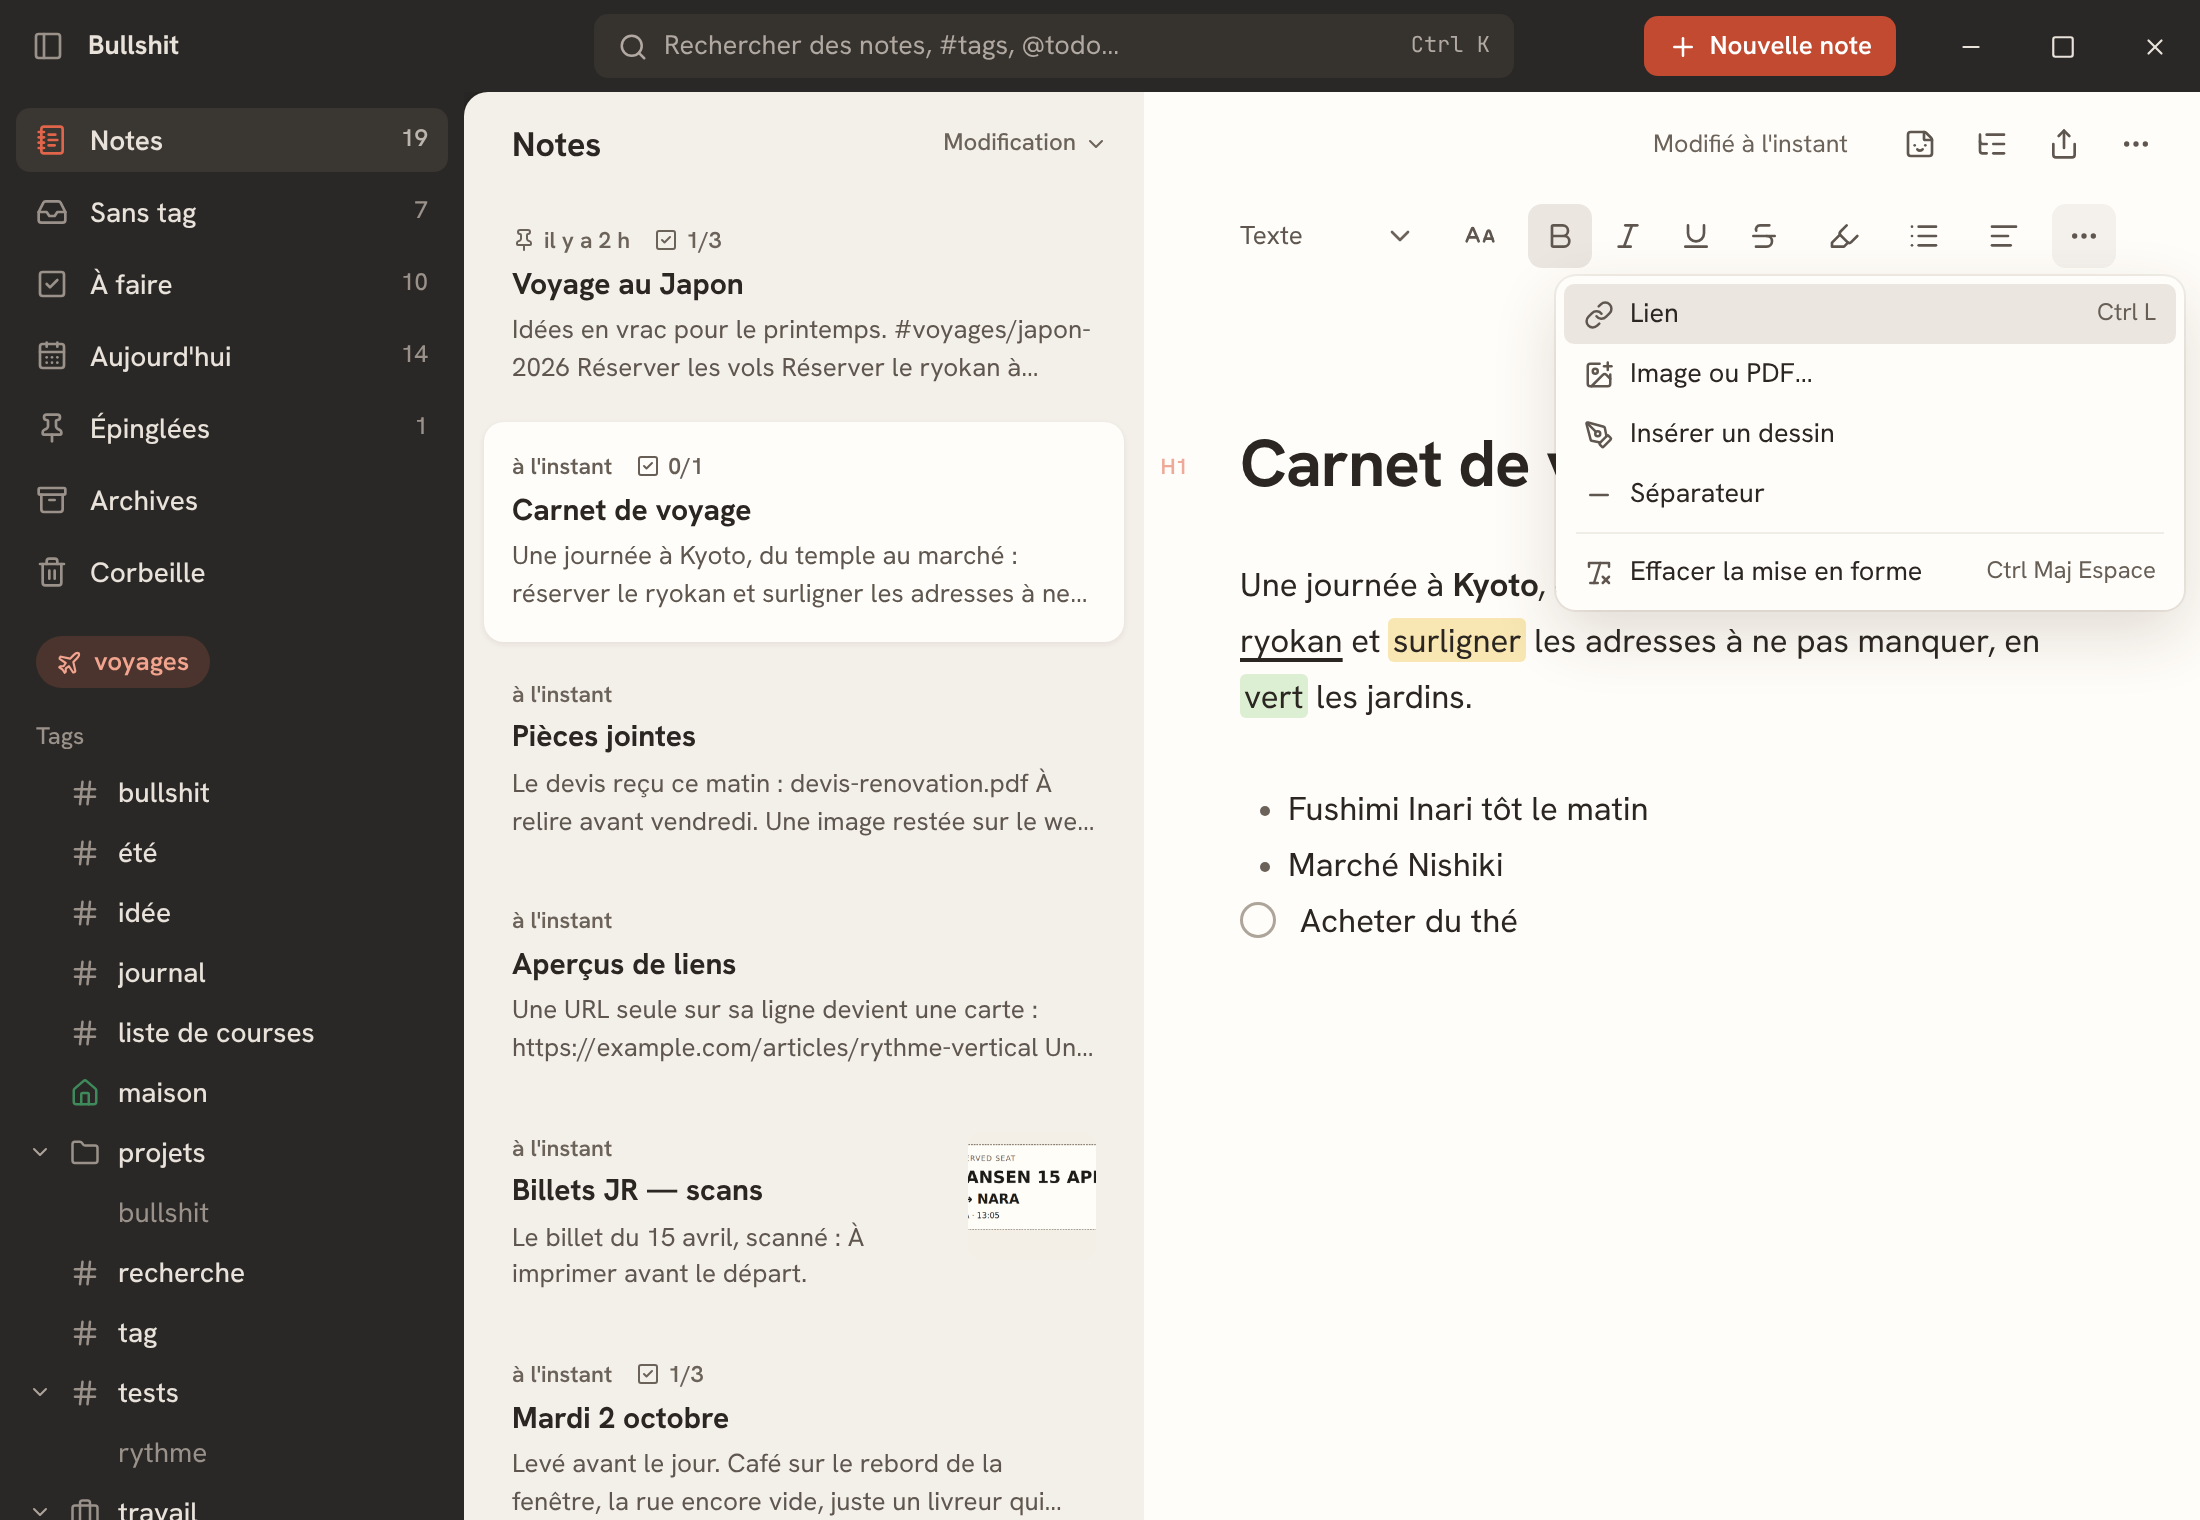 Bullshit
Rechercher des notes, #tags, @todo... Ctrl K
Nouvelle note
Notes 19
Sans tag 7
À faire 10
Aujourd'hui 14
Épinglées 1
Archives
Corbeille
voyages
Tags
bullshit
été
idée
journal
liste de courses
maison
projets
bullshit
recherche
tag
tests
rythme
travail
Notes Modification
il y a 2 h 1/3
Voyage au Japon
Idées en vrac pour le printemps. #voyages/japon-
2026 Réserver les vols Réserver le ryokan à...
à l'instant 0/1
Carnet de voyage
Une journée à Kyoto, du temple au marché :
réserver le ryokan et surligner les adresses à ne...
à l'instant
Pièces jointes
Le devis reçu ce matin : devis-renovation.pdf À
relire avant vendredi. Une image restée sur le we...
à l'instant
Aperçus de liens
Une URL seule sur sa ligne devient une carte :
https://example.com/articles/rythme-vertical Un...
à l'instant
Billets JR — scans
Le billet du 15 avril, scanné : À
imprimer avant le départ.
ERVED SEAT
ANSEN 15 API
NARA
· 13:05
à l'instant 1/3
Mardi 2 octobre
Levé avant le jour. Café sur le rebord de la
fenêtre, la rue encore vide, juste un livreur qui...
Modifié à l'instant
Texte AA B I U S
Lien Ctrl L
Image ou PDF...
Insérer un dessin
Séparateur
Effacer la mise en forme Ctrl Maj Espace
H1 Carnet de
Une journée à Kyoto,
ryokan et surligner les adresses à ne pas manquer, en
vert les jardins.
Fushimi Inari tôt le matin
Marché Nishiki
Acheter du thé